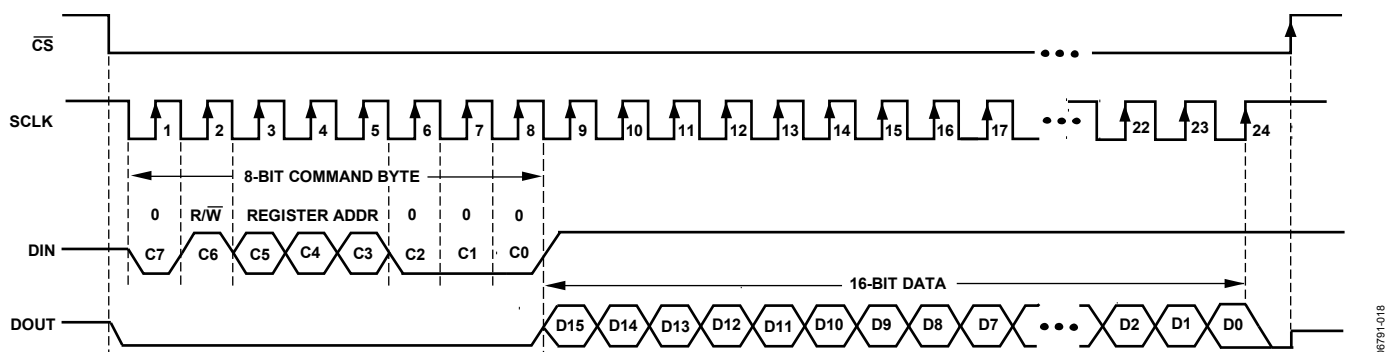 CS
SCLK
1 2 3 4 5 6 7 8 9 10 11 12 13 14 15 16 17 22 23 24
8-BIT COMMAND BYTE
0 R/W REGISTER ADDR 0 0 0
DIN C7 C6 C5 C4 C3 C2 C1 C0
16-BIT DATA
DOUT D15 D14 D13 D12 D11 D10 D9 D8 D7 D2 D1 D0
06791-018